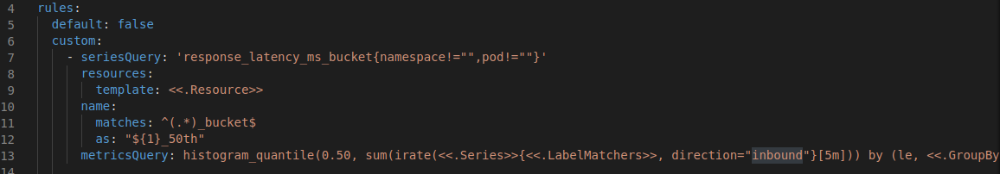 4 rules:
5 default: false
6 custom:
7 - seriesQuery: 'response_latency_ms_bucket{namespace!="",pod!=""}'
8 resources:
9 template: <<.Resource>>
10 name:
11 matches: ^(.*)_bucket$
12 as: "${1}_50th"
13 metricsQuery: histogram_quantile(0.50, sum(irate(<<.Series>>{<<.LabelMatchers>>, direction="inbound"}[5m])) by (le, <<.GroupBy
14